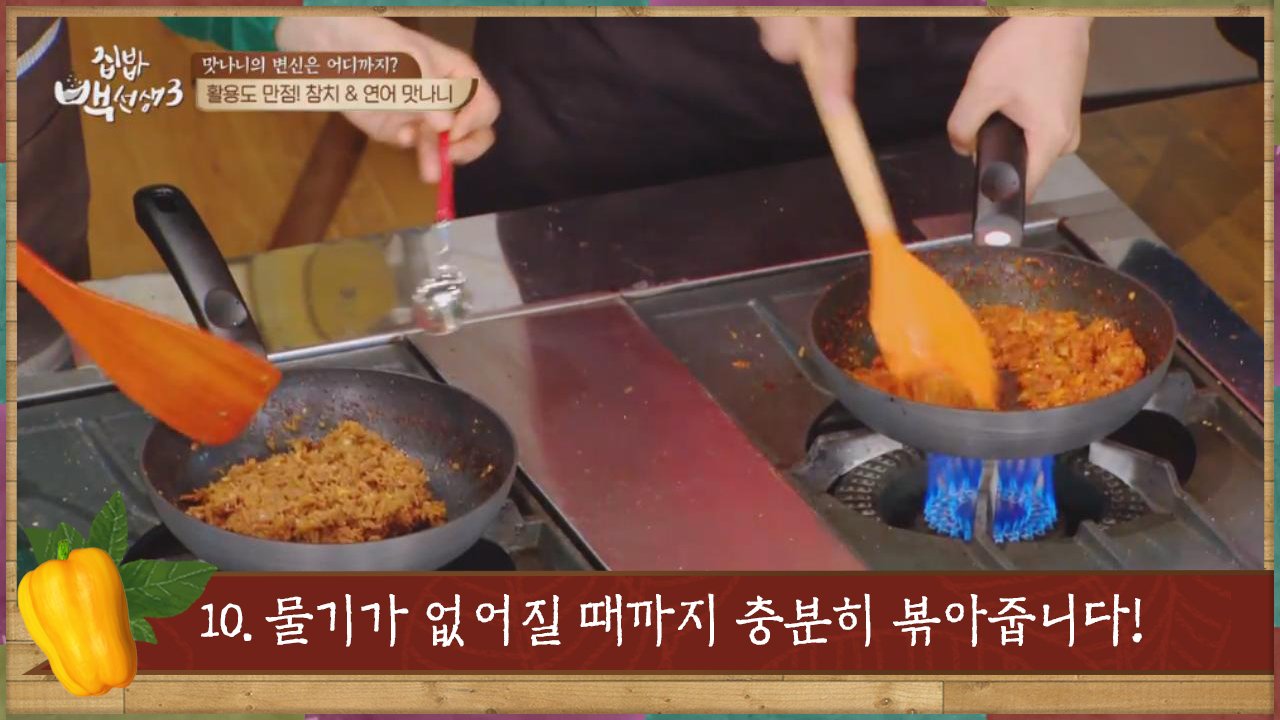 집밥
백선생3
맛나니의 변신은 어디까지?
활용도 만점! 참치 & 연어 맛나니
10. 물기가 없어질 때까지 충분히 볶아줍니다!